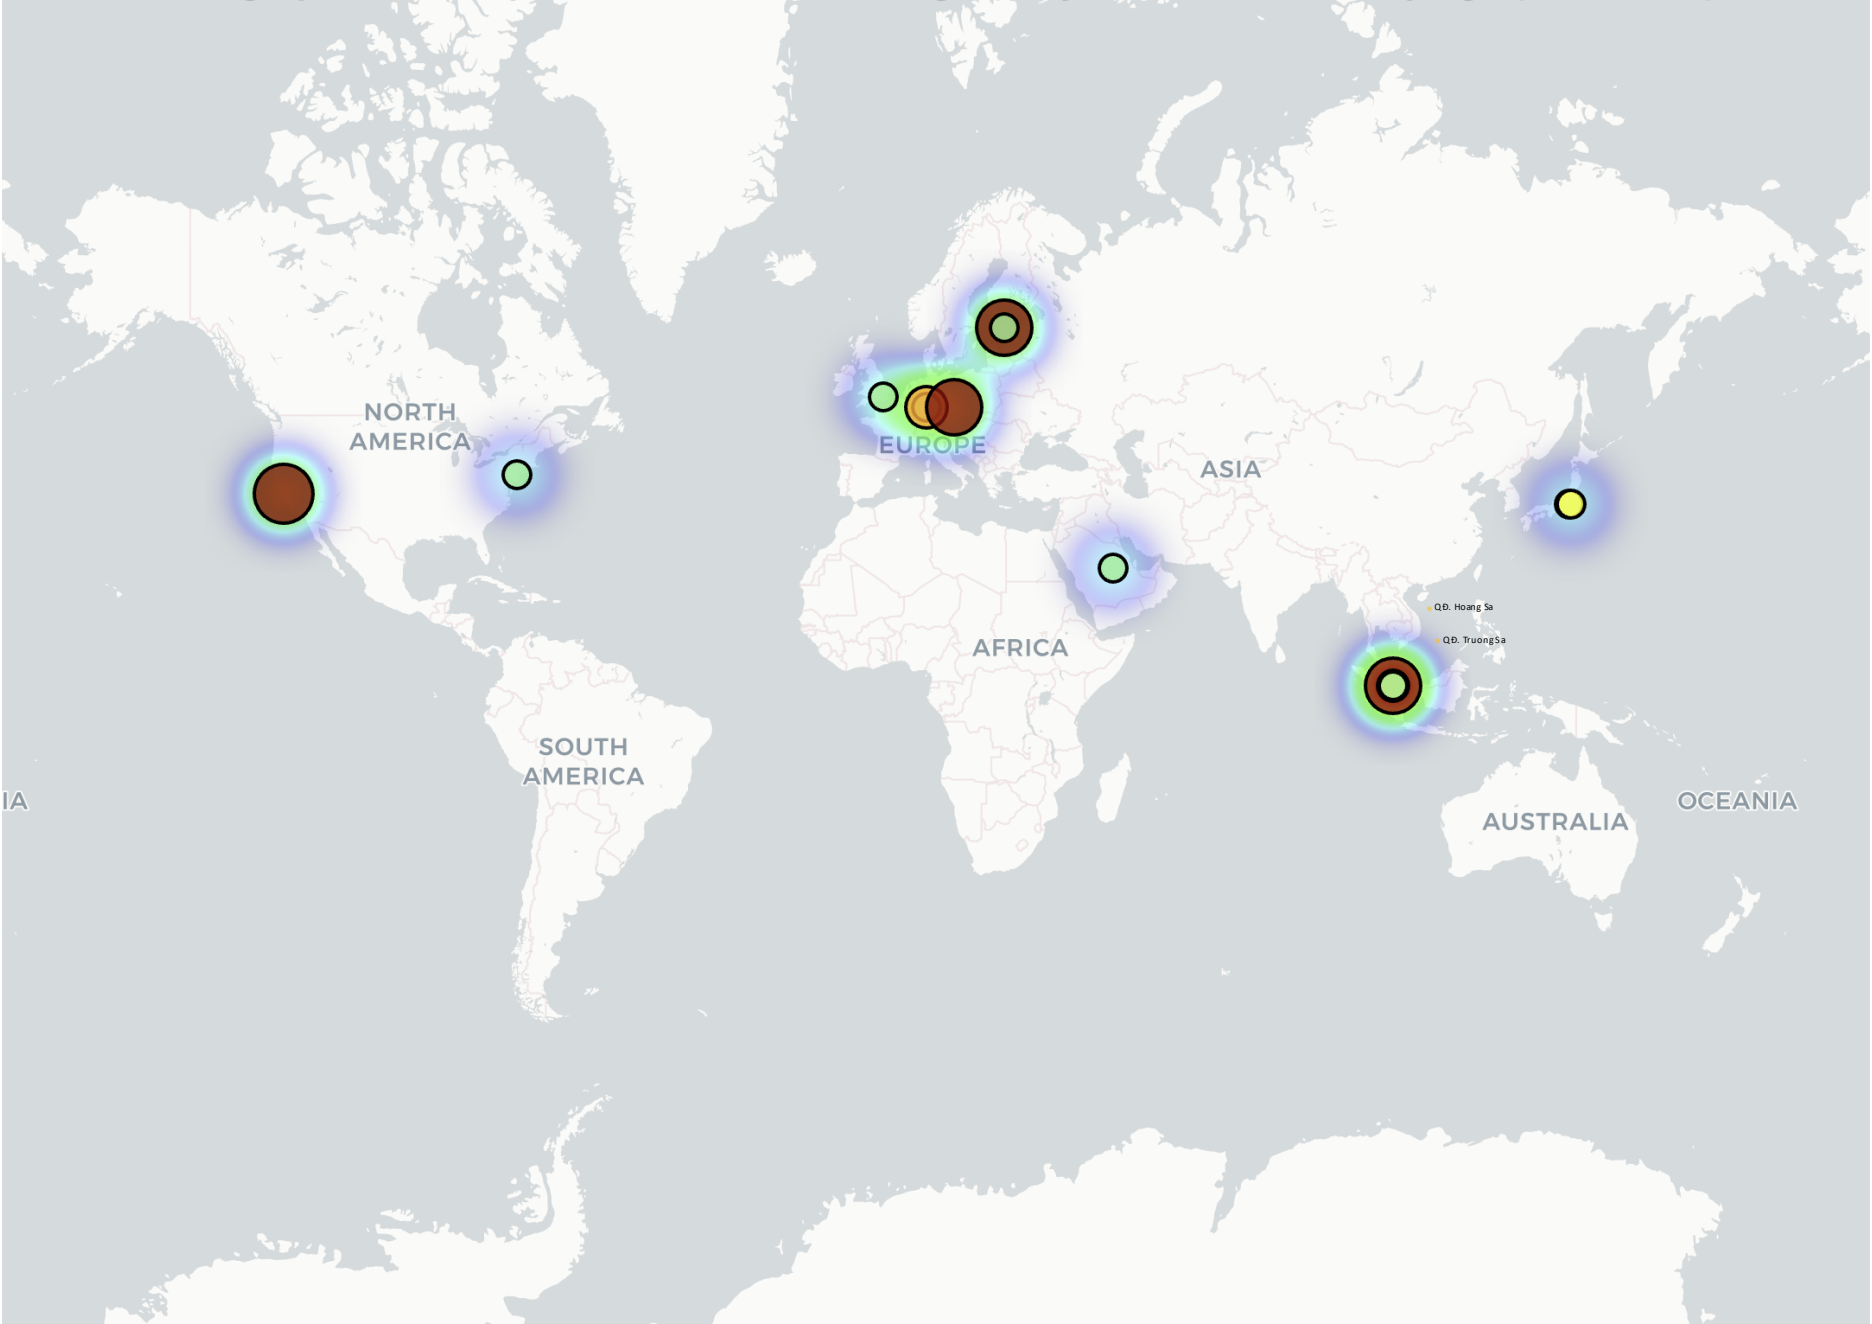 NORTH
AMERICA
EUROPE
ASIA
QĐ. Hoang Sa
QĐ. Truong Sa
AFRICA
SOUTH
AMERICA
IA
AUSTRALIA
OCEANIA